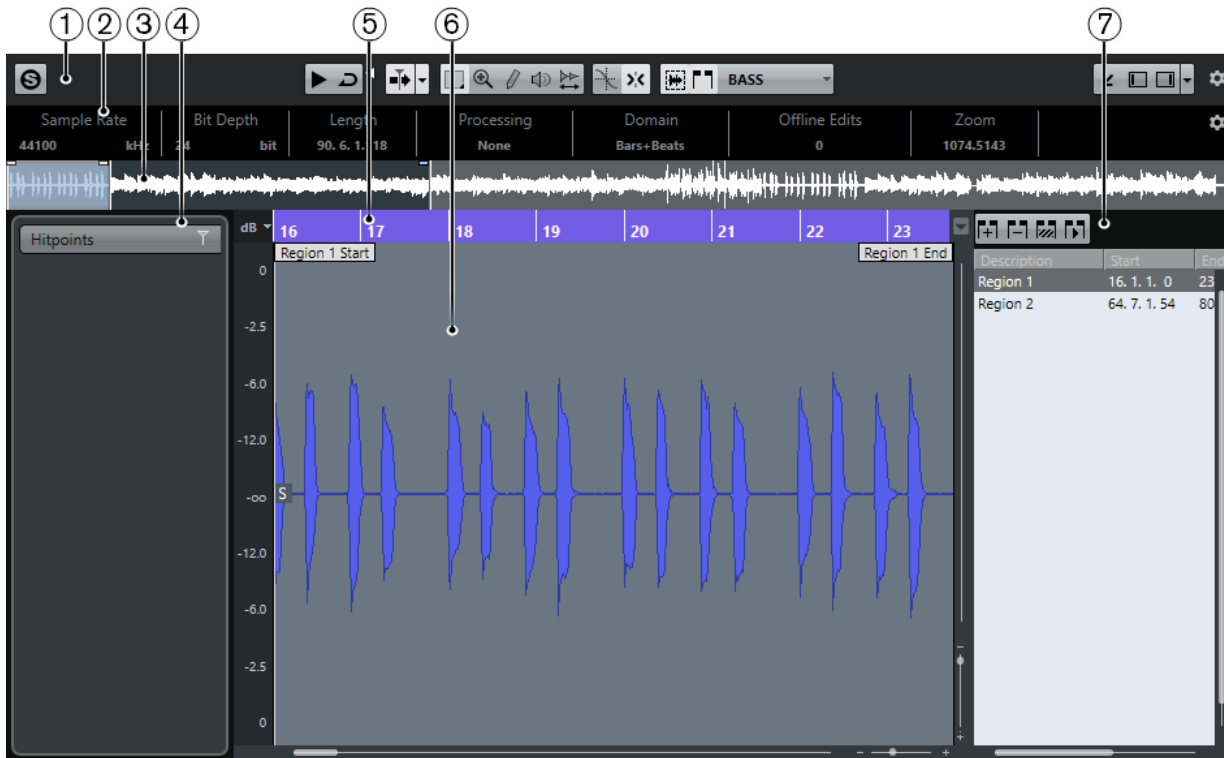 1 2 3 4 5 6 7
S BASS
Sample Rate Bit Depth Length Processing Domain Offline Edits Zoom
44100 kHz 24 bit 90. 6. 1. 18 None Bars+Beats 0 1074.5143
Hitpoints
dB 16 17 18 19 20 21 22 23
Region 1 Start Region 1 End
Description Start End
Region 1 16. 1. 1. 0 23
Region 2 64. 7. 1. 54 80
0
-2.5
-6.0
-12.0
-oo S
-12.0
-6.0
-2.5
0